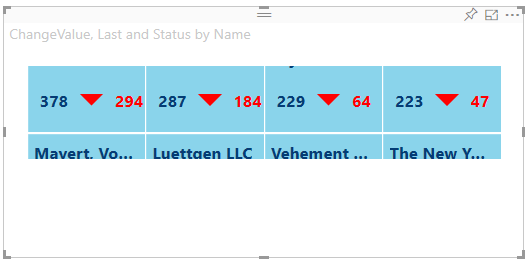 ChangeValue, Last and Status by Name
378 294 287 184 229 64 223 47
Mayert, Vo... Luettgen LLC Vehement ... The New Y...